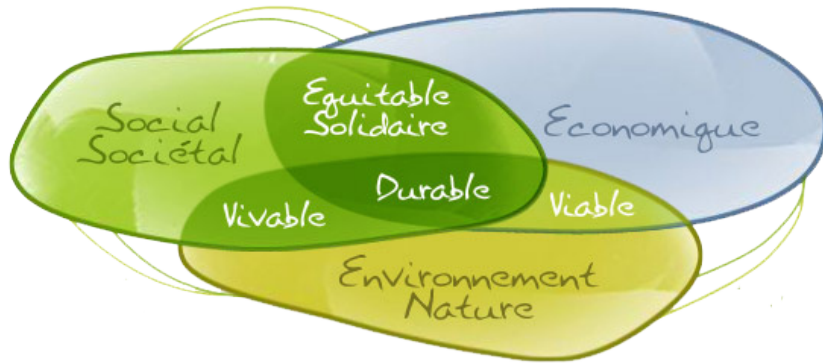 Equitable
Solidaire
Social
Sociétal
Economique
Durable
Vivable
Viable
Environnement
Nature